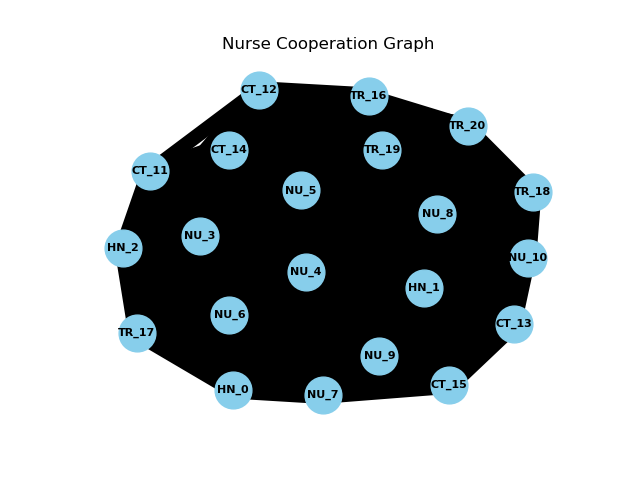 Nurse Cooperation Graph
CT_12
TR_16
TR_20
CT_14
TR_19
CT_11
NU_5
TR_18
NU_8
NU_3
HN_2
NU_10
NU_4
HN_1
NU_6
CT_13
TR_17
NU_9
CT_15
HN_0
NU_7